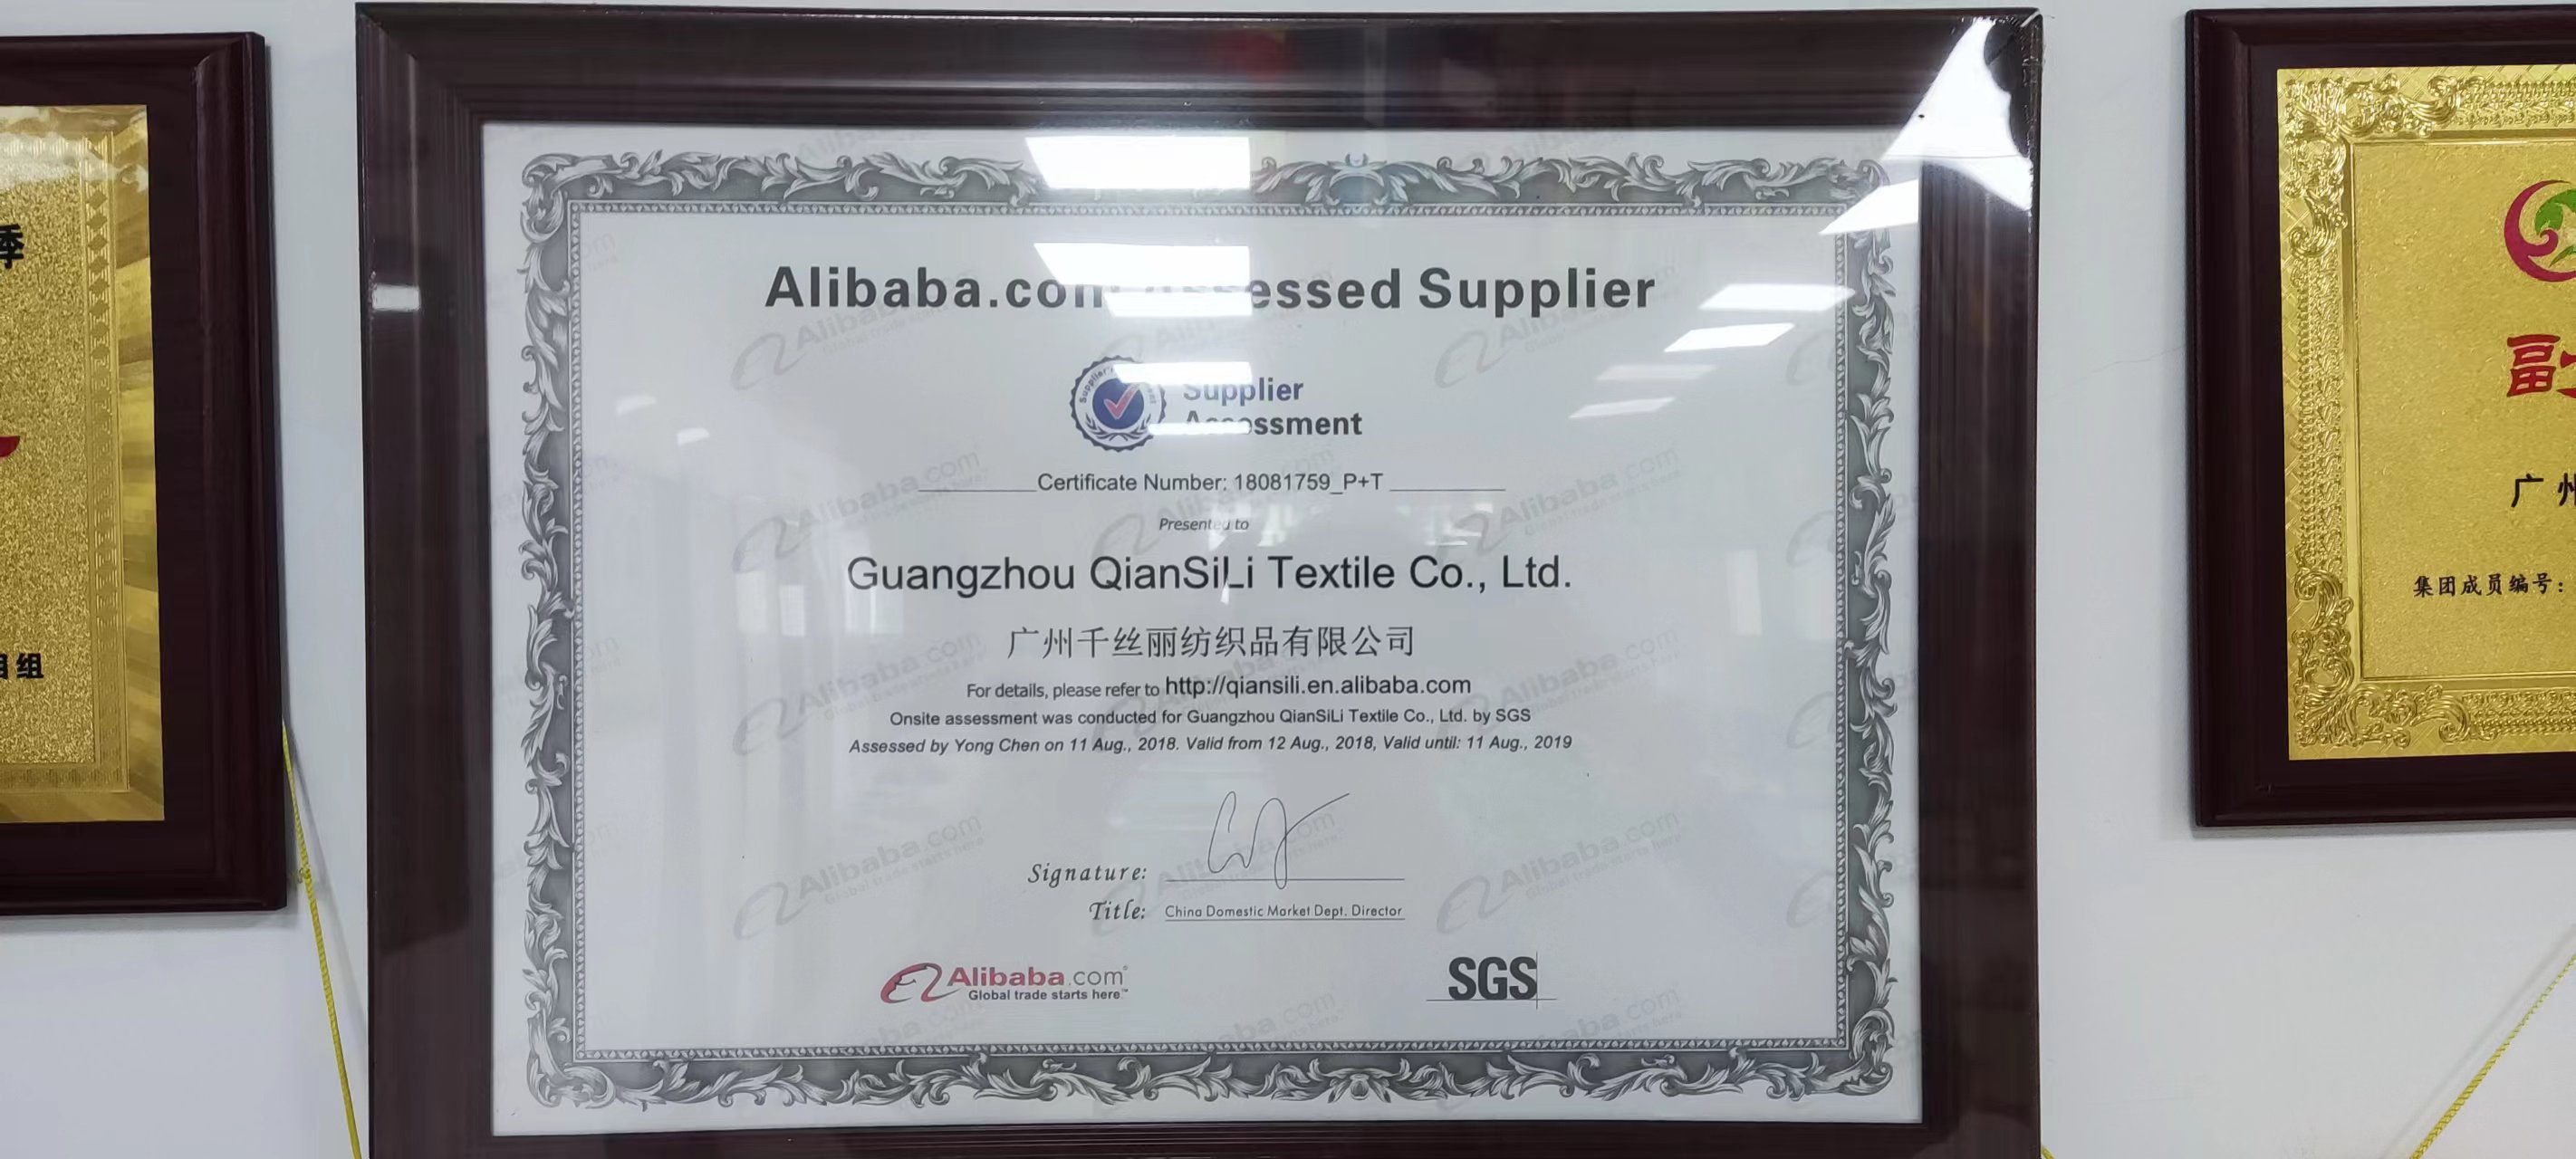 季
组
Alibaba.com Assessed Supplier
Supplier
Assessment
Certificate Number: 18081759_P+T
Presented to
Guangzhou QianSiLi Textile Co., Ltd.
广州千丝丽纺织品有限公司
For details, please refer to http://qiansili.en.alibaba.com
Onsite assessment was conducted for Guangzhou QianSiLi Textile Co., Ltd. by SGS
Assessed by Yong Chen on 11 Aug., 2018. Valid from 12 Aug., 2018, Valid until: 11 Aug., 2019
Signature:
Title: China Domestic Market Dept. Director
Alibaba.com®
Global trade starts here.™
SGS
副
广州
集团成员编号: